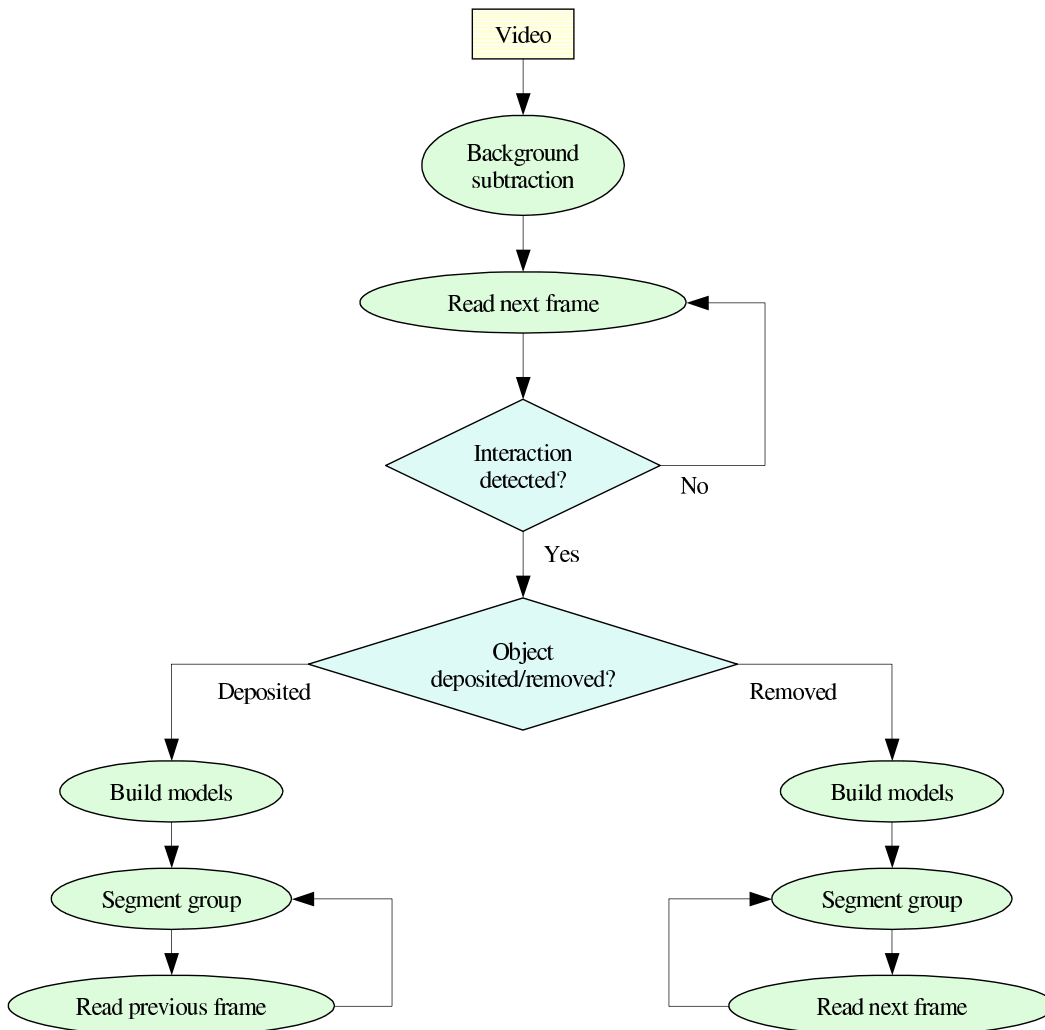 Video
Background
subtraction
Read next frame
Interaction
detected?
No
Yes
Object
deposited/removed?
Deposited
Removed
Build models
Build models
Segment group
Segment group
Read previous frame
Read next frame